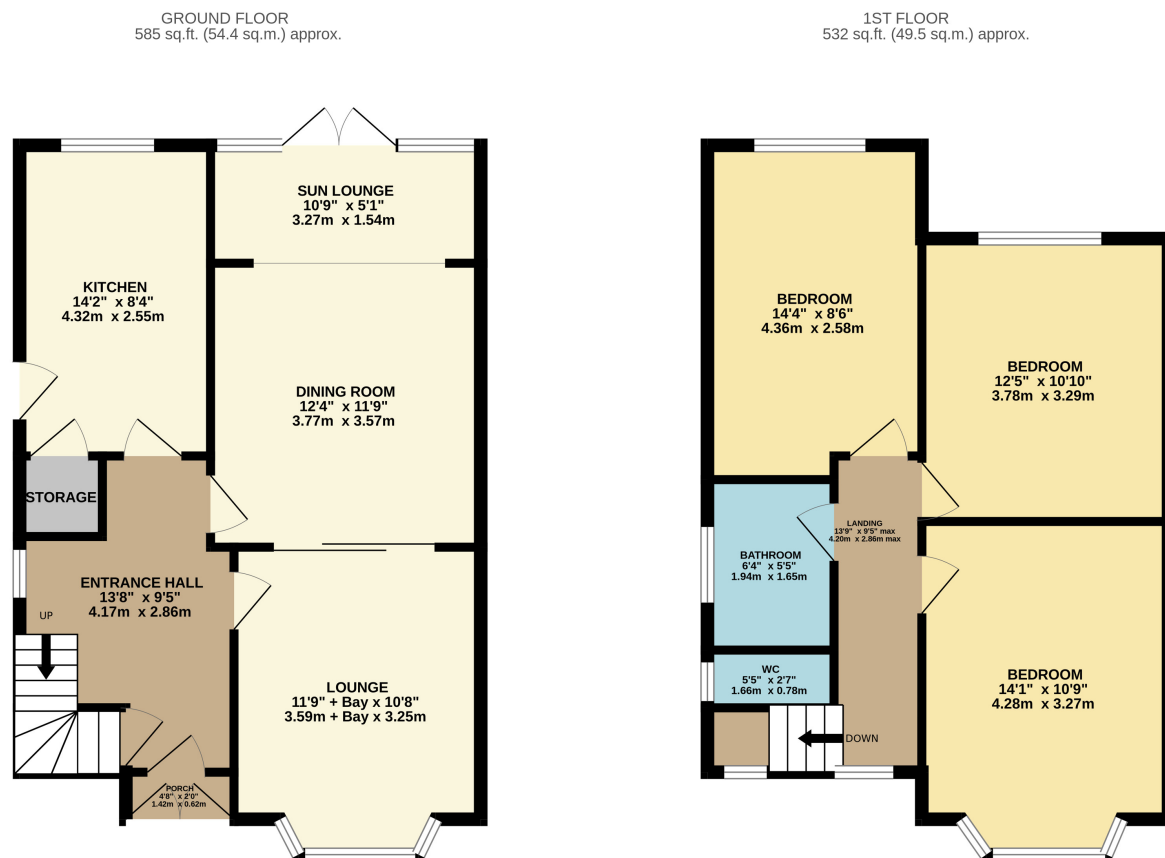 GROUND FLOOR
585 sq.ft. (54.4 sq.m.) approx.
SUN LOUNGE
10'9" x 5'1"
3.27m x 1.54m
KITCHEN
14'2" x 8'4"
4.32m x 2.55m
DINING ROOM
12'4" x 11'9"
3.77m x 3.57m
STORAGE
ENTRANCE HALL
13'8" x 9'5"
4.17m x 2.86m
UP
LOUNGE
11'9" + Bay x 10'8"
3.59m + Bay x 3.25m
PORCH
4'8" x 2'0"
1.42m x 0.62m
1ST FLOOR
532 sq.ft. (49.5 sq.m.) approx.
BEDROOM
14'4" x 8'6"
4.36m x 2.58m
BEDROOM
12'5" x 10'10"
3.78m x 3.29m
LANDING
13'9" x 9'5" max
4.20m x 2.86m max
BATHROOM
6'4" x 5'5"
1.94m x 1.65m
WC
5'5" x 2'7"
1.66m x 0.78m
BEDROOM
14'1" x 10'9"
4.28m x 3.27m
DOWN